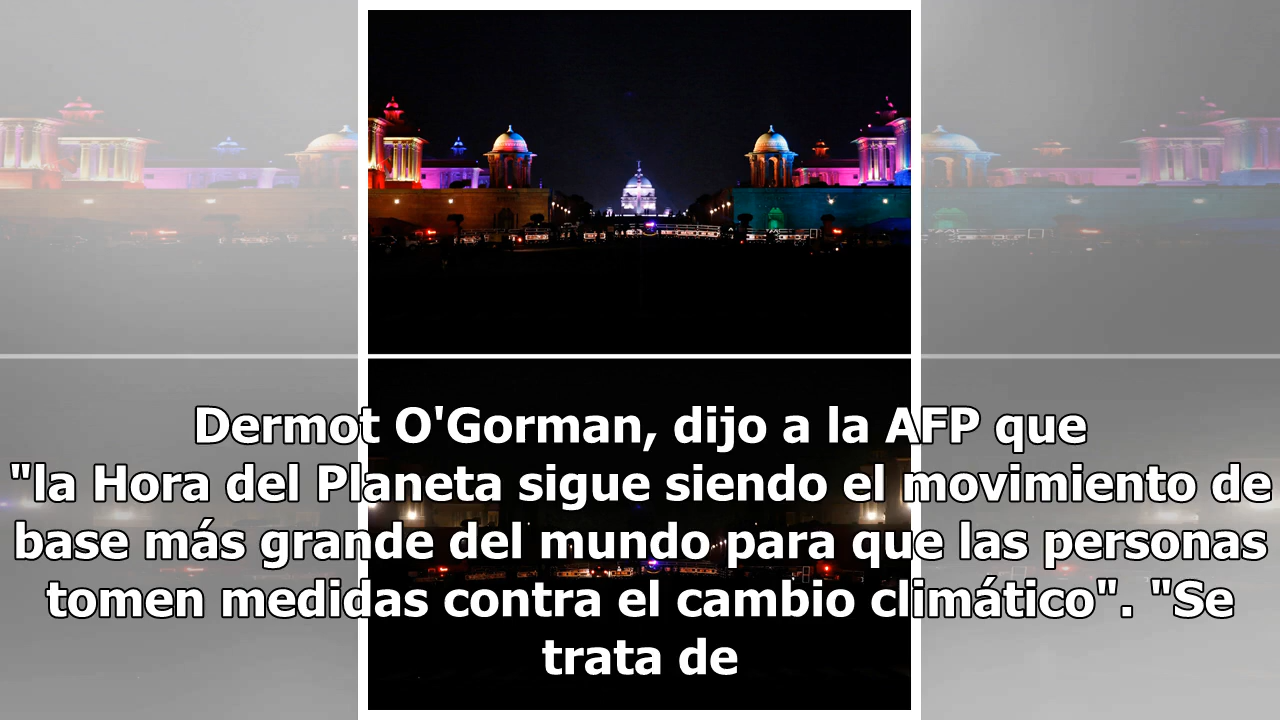 Dermot O'Gorman, dijo a la AFP que
"la Hora del Planeta sigue siendo el movimiento de
base más grande del mundo para que las personas
tomen medidas contra el cambio climático". "Se
trata de